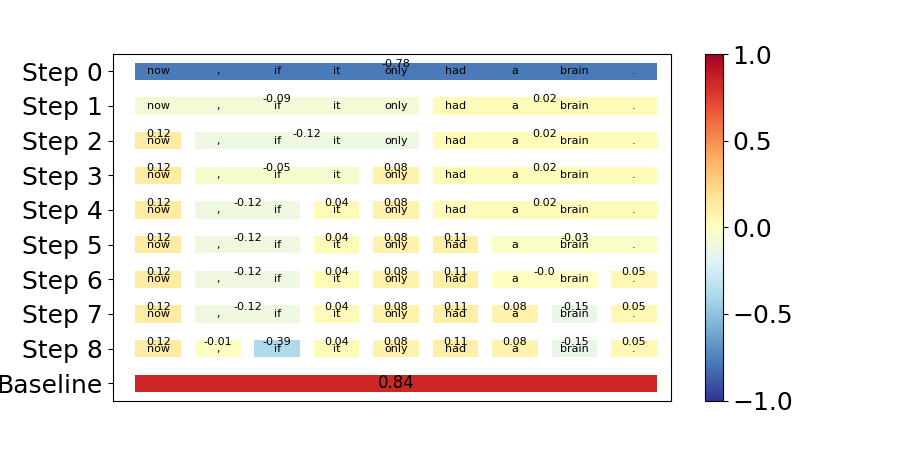 Step 0 now , if it only had a brain . -0.78
Step 1 now , if it only had a brain . -0.09 0.02
Step 2 now , if it only had a brain . 0.12 -0.12 0.02
Step 3 now , if it only had a brain . 0.12 -0.05 0.08 0.02
Step 4 now , if it only had a brain . 0.12 -0.12 0.04 0.08 0.02
Step 5 now , if it only had a brain . 0.12 -0.12 0.04 0.08 0.11 -0.03
Step 6 now , if it only had a brain . 0.12 -0.12 0.04 0.08 0.11 -0.0 0.05
Step 7 now , if it only had a brain . 0.12 -0.12 0.04 0.08 0.11 0.08 -0.15 0.05
Step 8 now , if it only had a brain . 0.12 -0.01 -0.39 0.04 0.08 0.11 0.08 -0.15 0.05
Baseline 0.84
1.0
0.5
0.0
−0.5
−1.0